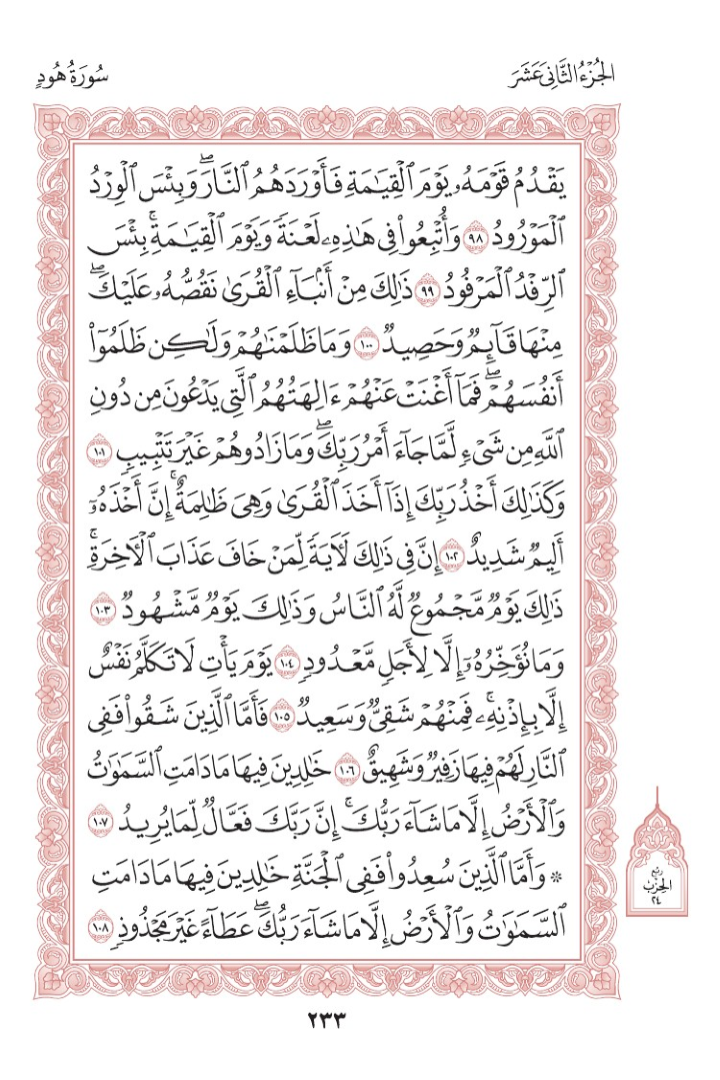 الجُزْءُ الثَّانِيَ عَشَرَ
سُورَةُ هُودٍ
يَقْدُمُ قَوْمَهُۥ يَوْمَ ٱلْقِيَٰمَةِ فَأَوْرَدَهُمُ ٱلنَّارَۖ وَبِئْسَ ٱلْوِرْدُ
ٱلْمَوْرُودُ ٩٨ وَأُتْبِعُوا۟ فِى هَٰذِهِۦ لَعْنَةً وَيَوْمَ ٱلْقِيَٰمَةِۚ بِئْسَ
ٱلرِّفْدُ ٱلْمَرْفُودُ ٩٩ ذَٰلِكَ مِنْ أَنۢبَآءِ ٱلْقُرَىٰ نَقُصُّهُۥ عَلَيْكَۖ
مِنْهَا قَآئِمٌ وَحَصِيدٌ ١٠٠ وَمَا ظَلَمْنَٰهُمْ وَلَٰكِن ظَلَمُوٓا۟
أَنفُسَهُمْۖ فَمَآ أَغْنَتْ عَنْهُمْ ءَالِهَتُهُمُ ٱلَّتِى يَدْعُونَ مِن دُونِ
ٱللَّهِ مِن شَىْءٍ لَّمَّا جَآءَ أَمْرُ رَبِّكَۖ وَمَا زَادُوهُمْ غَيْرَ تَتْبِيبٍ ١٠١
وَكَذَٰلِكَ أَخْذُ رَبِّكَ إِذَآ أَخَذَ ٱلْقُرَىٰ وَهِىَ ظَٰلِمَةٌۚ إِنَّ أَخْذَهُۥٓ
أَلِيمٌ شَدِيدٌ ١٠٢ إِنَّ فِى ذَٰلِكَ لَءَايَةً لِّمَنْ خَافَ عَذَابَ ٱلْءَاخِرَةِۚ
ذَٰلِكَ يَوْمٌ مَّجْمُوعٌ لَّهُ ٱلنَّاسُ وَذَٰلِكَ يَوْمٌ مَّشْهُودٌ ١٠٣
وَمَا نُؤَخِّرُهُۥٓ إِلَّا لِأَجَلٍ مَّعْدُودٍ ١٠٤ يَوْمَ يَأْتِ لَا تَكَلَّمُ نَفْسٌ
إِلَّا بِإِذْنِهِۦۚ فَمِنْهُمْ شَقِىٌّ وَسَعِيدٌ ١٠٥ فَأَمَّا ٱلَّذِينَ شَقُوا۟ فَفِى
ٱلنَّارِ لَهُمْ فِيهَا زَفِيرٌ وَشَهِيقٌ ١٠٦ خَٰلِدِينَ فِيهَا مَا دَامَتِ ٱلسَّمَٰوَٰتُ
وَٱلْأَرْضُ إِلَّا مَا شَآءَ رَبُّكَۚ إِنَّ رَبَّكَ فَعَّالٌ لِّمَا يُرِيدُ ١٠٧
۞ وَأَمَّا ٱلَّذِينَ سُعِدُوا۟ فَفِى ٱلْجَنَّةِ خَٰلِدِينَ فِيهَا مَا دَامَتِ
ٱلسَّمَٰوَٰتُ وَٱلْأَرْضُ إِلَّا مَا شَآءَ رَبُّكَۖ عَطَآءً غَيْرَ مَجْذُوذٍ ١٠٨
ربع
الحِزْب
٢٤
٢٣٣